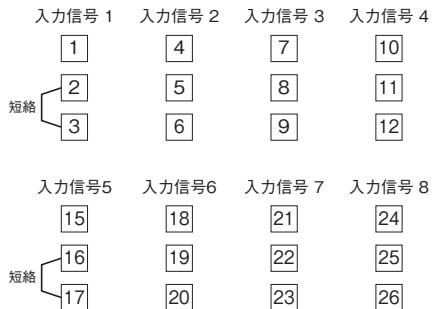 入力信号 1 入力信号 2 入力信号 3 入力信号 4
1 4 7 10
2 5 8 11
短絡
3 6 9 12
入力信号5 入力信号6 入力信号 7 入力信号 8
15 18 21 24
16 19 22 25
短絡
17 20 23 26